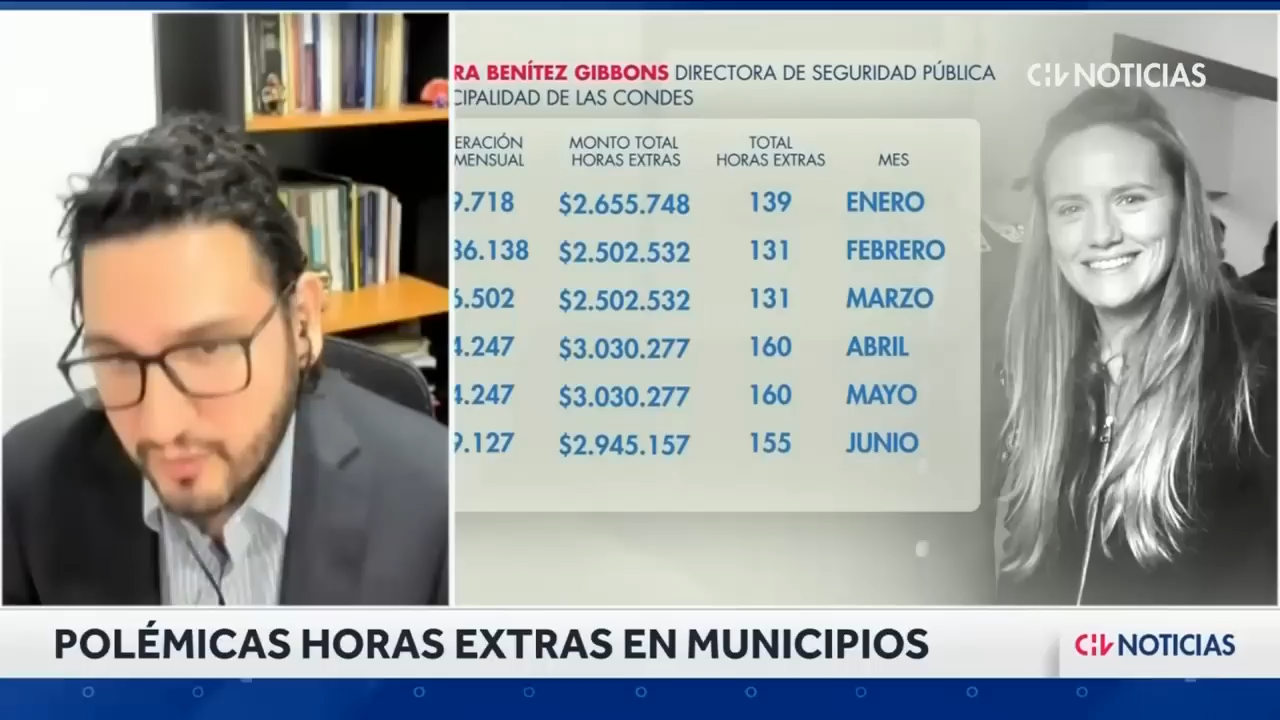 RA BENÍTEZ GIBBONS DIRECTORA DE SEGURIDAD PÚBLICA
CIPALIDAD DE LAS CONDES
CHV NOTICIAS
ERACIÓN MENSUAL
MONTO TOTAL HORAS EXTRAS
TOTAL HORAS EXTRAS
MES
9.718 $2.655.748 139 ENERO
36.138 $2.502.532 131 FEBRERO
6.502 $2.502.532 131 MARZO
4.247 $3.030.277 160 ABRIL
4.247 $3.030.277 160 MAYO
9.127 $2.945.157 155 JUNIO
POLÉMICAS HORAS EXTRAS EN MUNICIPIOS
CHV NOTICIAS